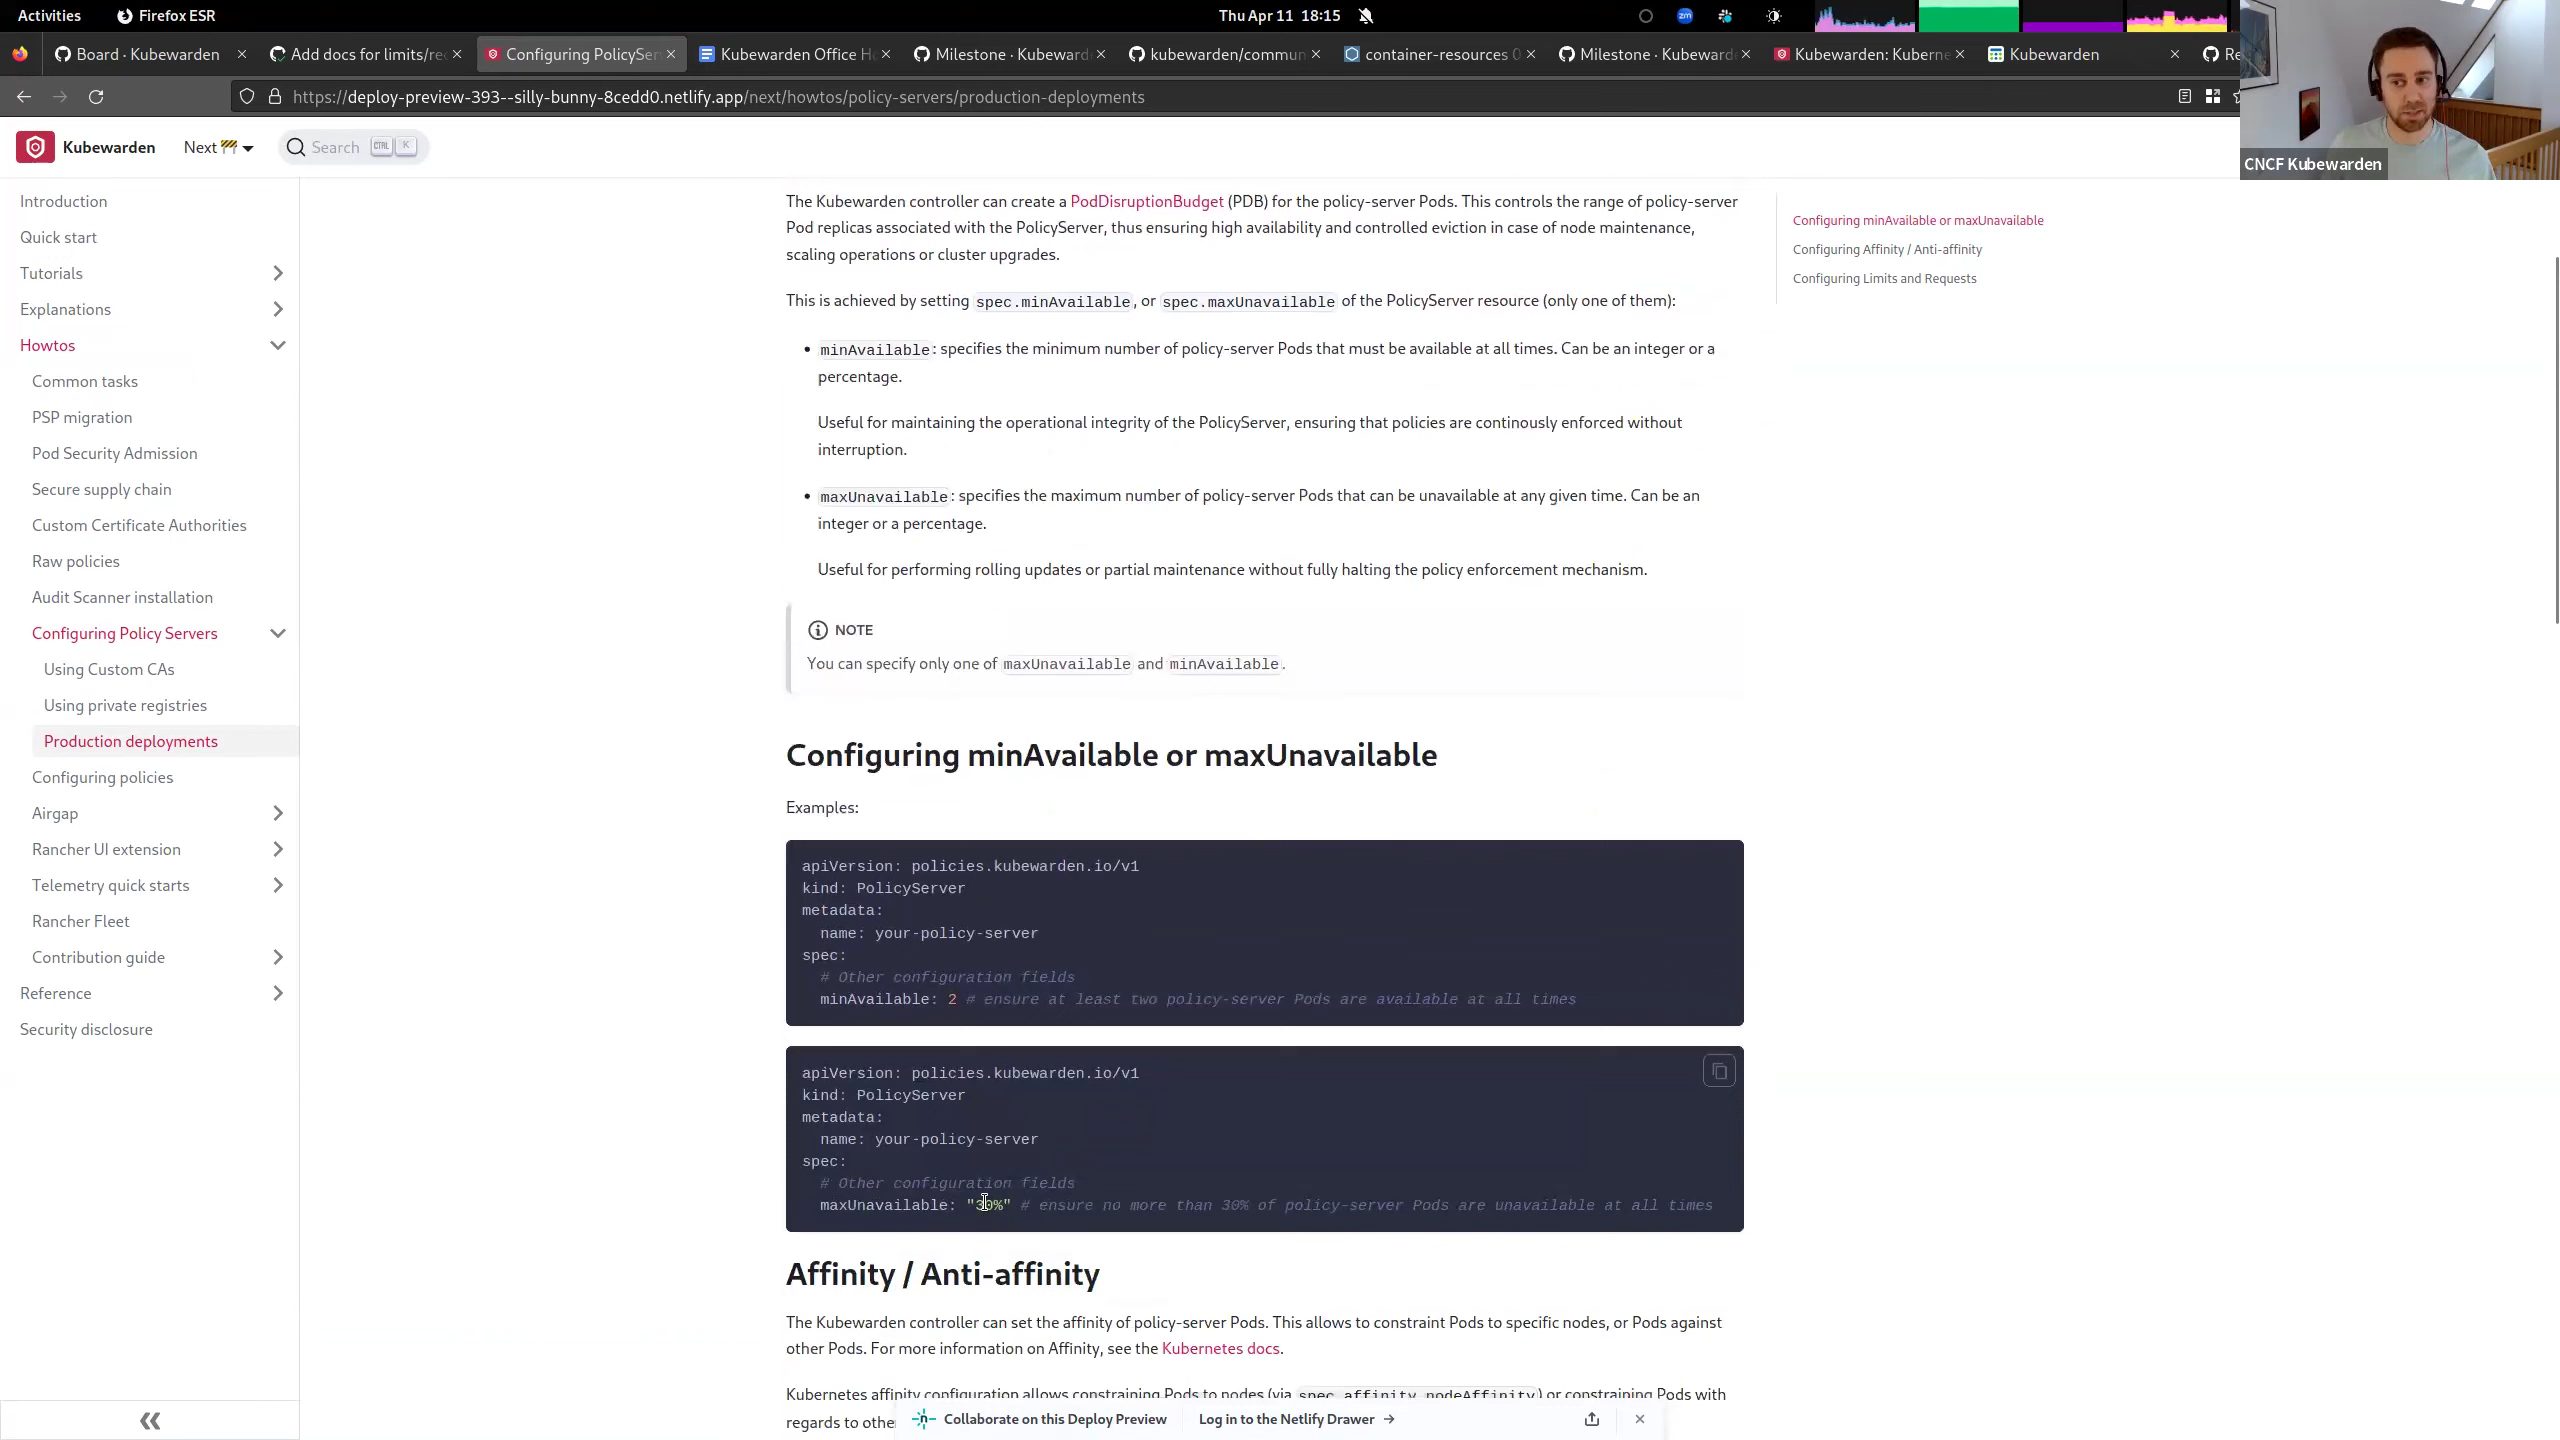 Activities
Firefox ESR
Thu Apr 11 18:15
zm
Board · Kubewarden
Add docs for limits/re
Configuring PolicySer
Kubewarden Office H
Milestone · Kubeward
kubewarden/commun
container-resources 0
Milestone · Kubeward
Kubewarden: Kuberne
Kubewarden
Re
https://deploy-preview-393--silly-bunny-8cedd0.netlify.app/next/howtos/policy-servers/production-deployments
CNCF Kubewarden
Kubewarden
Next
Search
CTRL
K
Introduction
Quick start
Tutorials
Explanations
Howtos
Common tasks
PSP migration
Pod Security Admission
Secure supply chain
Custom Certificate Authorities
Raw policies
Audit Scanner installation
Configuring Policy Servers
Using Custom CAs
Using private registries
Production deployments
Configuring policies
Airgap
Rancher UI extension
Telemetry quick starts
Rancher Fleet
Contribution guide
Reference
Security disclosure
The Kubewarden controller can create a PodDisruptionBudget (PDB) for the policy-server Pods. This controls the range of policy-server
Pod replicas associated with the PolicyServer, thus ensuring high availability and controlled eviction in case of node maintenance,
scaling operations or cluster upgrades.
This is achieved by setting spec.minAvailable, or spec.maxUnavailable of the PolicyServer resource (only one of them):
• minAvailable: specifies the minimum number of policy-server Pods that must be available at all times. Can be an integer or a
percentage.
Useful for maintaining the operational integrity of the PolicyServer, ensuring that policies are continously enforced without
interruption.
• maxUnavailable: specifies the maximum number of policy-server Pods that can be unavailable at any given time. Can be an
integer or a percentage.
Useful for performing rolling updates or partial maintenance without fully halting the policy enforcement mechanism.
NOTE
You can specify only one of maxUnavailable and minAvailable.
Configuring minAvailable or maxUnavailable
Examples:
apiVersion: policies.kubewarden.io/v1
kind: PolicyServer
metadata:
  name: your-policy-server
spec:
  # Other configuration fields
  minAvailable: 2 # ensure at least two policy-server Pods are available at all times
apiVersion: policies.kubewarden.io/v1
kind: PolicyServer
metadata:
  name: your-policy-server
spec:
  # Other configuration fields
  maxUnavailable: "30%" # ensure no more than 30% of policy-server Pods are unavailable at all times
Affinity / Anti-affinity
The Kubewarden controller can set the affinity of policy-server Pods. This allows to constraint Pods to specific nodes, or Pods against
other Pods. For more information on Affinity, see the Kubernetes docs.
Kubernetes affinity configuration allows constraining Pods to nodes (via spec.affinity.nodeAffinity) or constraining Pods with
regards to othe
Configuring minAvailable or maxUnavailable
Configuring Affinity / Anti-affinity
Configuring Limits and Requests
Collaborate on this Deploy Preview
Log in to the Netlify Drawer →